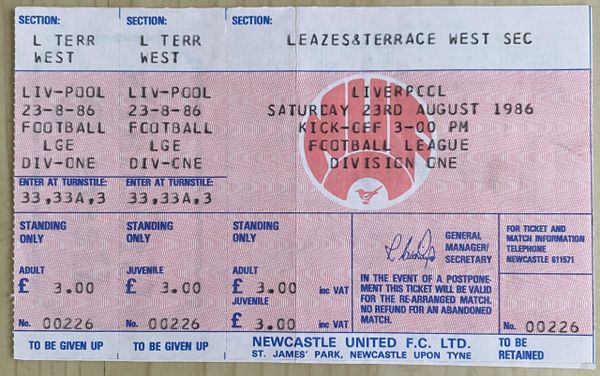 SECTION:
L TERR
WEST
LIV-POOL
23-8-86
FOOTBALL
LGE
DIV-ONE
ENTER AT TURNSTILE:
33,33A,3
STANDING
ONLY
ADULT
£ 3.00
No. 00226
TO BE GIVEN UP
SECTION:
L TERR
WEST
LIV-POOL
23-8-86
FOOTBALL
LGE
DIV-ONE
ENTER AT TURNSTILE:
33,33A,3
STANDING
ONLY
JUVENILE
£ 3.00
No. 00226
TO BE GIVEN UP
SECTION:
LEAZES&TERRACE WEST SEC
LIVERPOOL
SATURDAY 23RD AUGUST 1986
KICK-OFF 3-00 PM
FOOTBALL LEAGUE
DIVISION ONE
STANDING
ONLY
ADULT
£ 3.00 inc VAT
JUVENILE
£ 3.00 inc VAT
GENERAL
MANAGER/
SECRETARY
IN THE EVENT OF A POSTPONE-
MENT THIS TICKET WILL BE VALID
FOR THE RE-ARRANGED MATCH.
NO REFUND FOR AN ABANDONED
MATCH.
FOR TICKET AND
MATCH INFORMATION
TELEPHONE
NEWCASTLE 611571
No. 00226
NEWCASTLE UNITED F.C. LTD.
ST. JAMES' PARK, NEWCASTLE UPON TYNE
TO BE
RETAINED